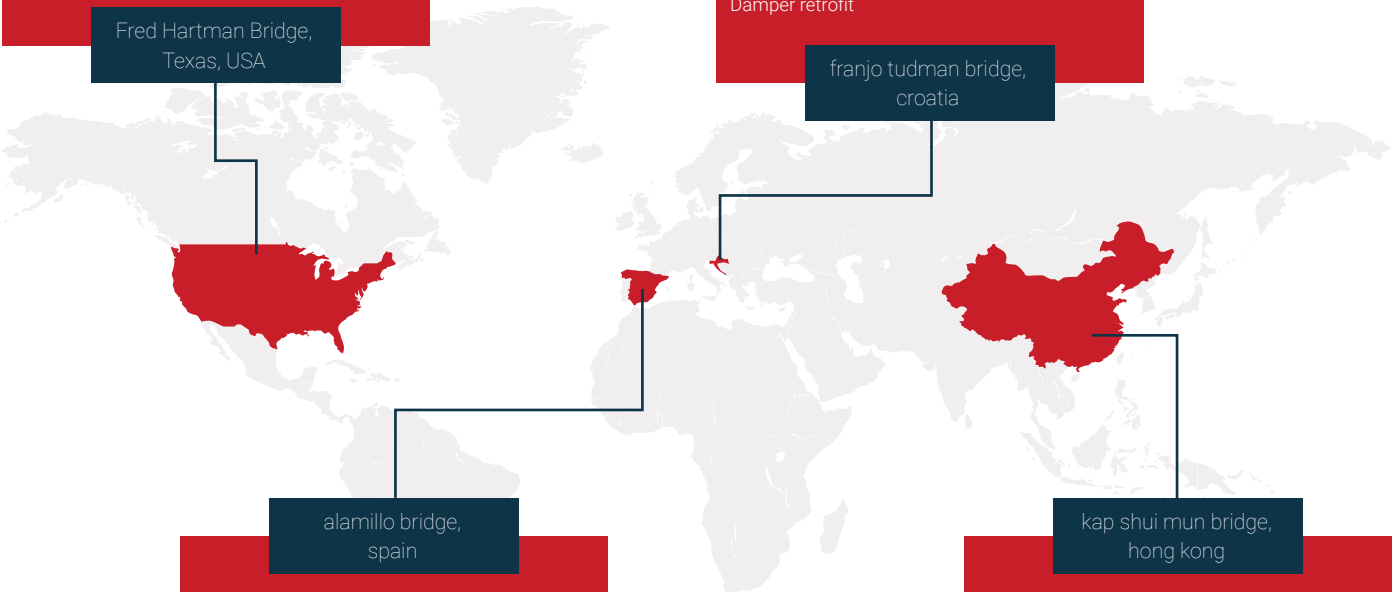 Damper retrofit
Fred Hartman Bridge,
Texas, USA
franjo tudman bridge,
croatia
alamillo bridge,
spain
kap shui mun bridge,
hong kong